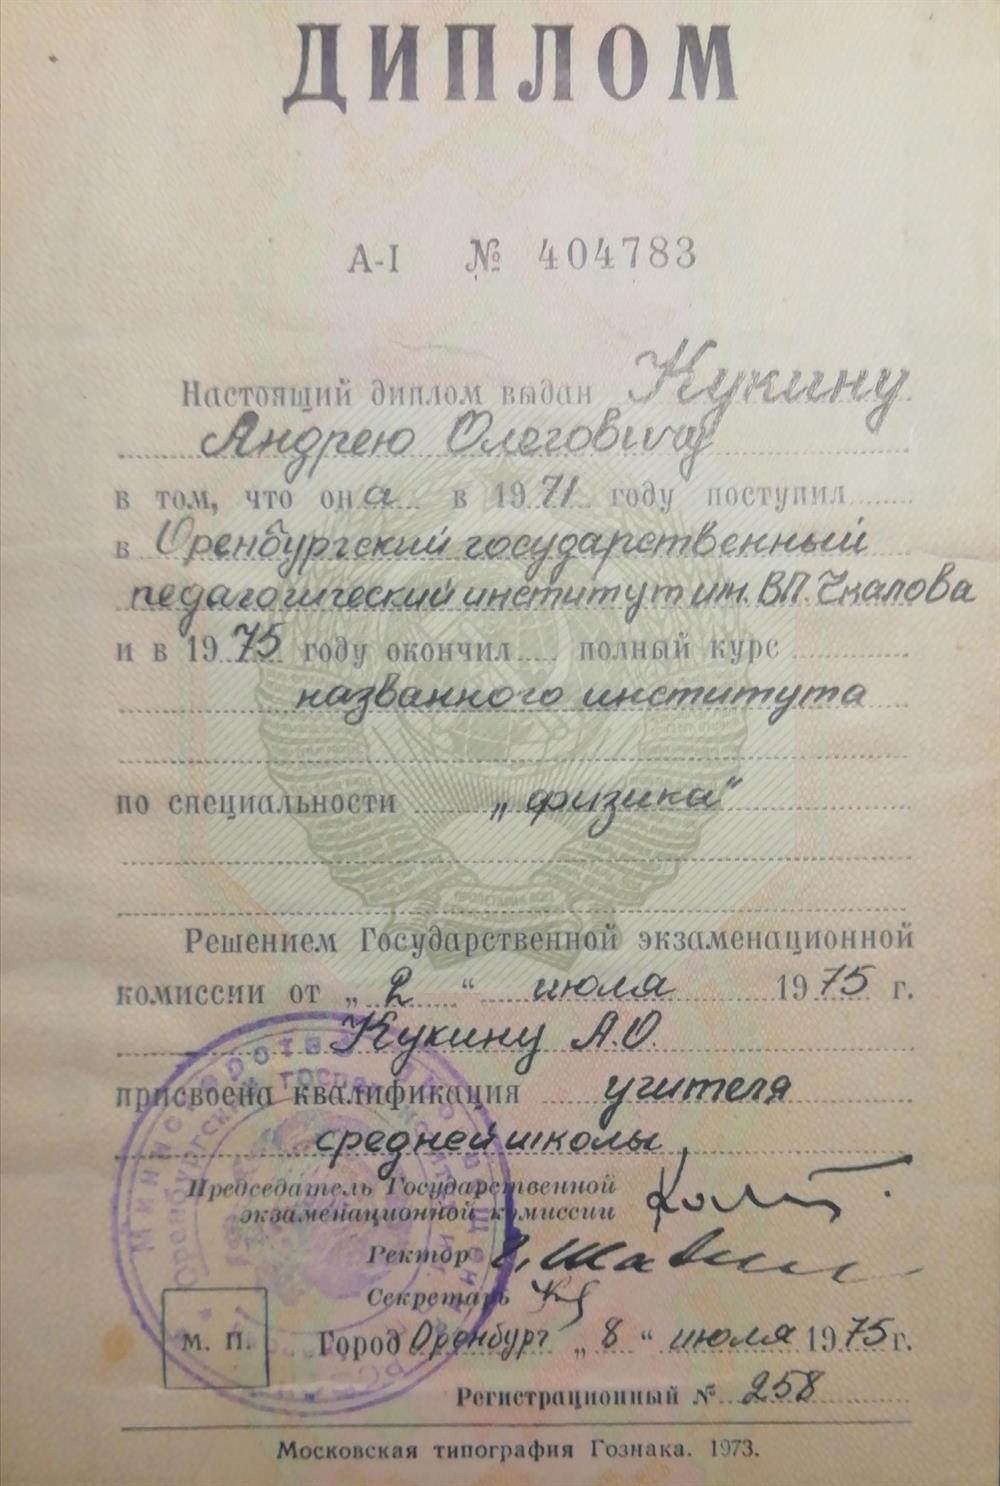 ДИПЛОМ
А-I № 404783
Настоящий диплом выдан Кукину
Андрею Олеговичу
в том, что он а в 1971 году поступил
в Оренбургский государственный
педагогический институт им. В.П. Чкалова
и в 1975 году окончил полный курс
названного института
по специальности „физика“
Решением Государственной экзаменационной
комиссии от „2“ июля 1975 г.
Кукину А.О.
присвоена квалификация учителя
средней школы
Председатель Государственной
экзаменационной комиссии
Ректор
Секретарь
М. П.
Город Оренбург „8“ июля 1975 г.
Регистрационный № 258
Московская типография Гознака. 1973.